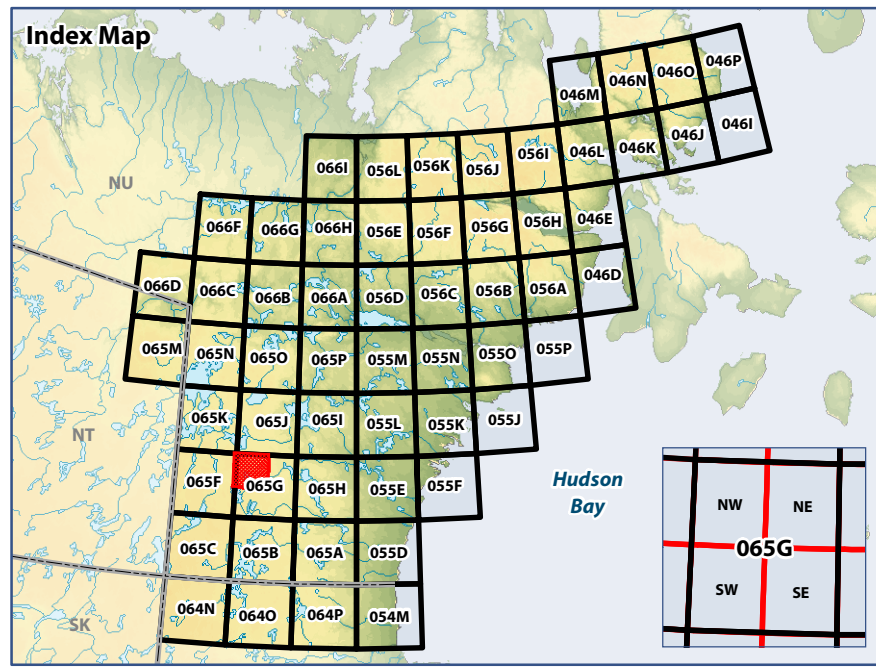 Index Map
046M 046N 046O 046P
066I 056L 056K 056J 056I 046L 046K 046J 046I
NU
066F 066G 066H 056E 056F 056G 056H 046E
066D 066C 066B 066A 056D 056C 056B 056A 046D
065M 065N 065O 065P 055M 055N 055O 055P
NT
065K 065J 065I 055L 055K 055J
065F 065G 065H 055E 055F
Hudson
Bay
065C 065B 065A 055D
064N 064O 064P 054M
SK
NW NE
065G
SW SE